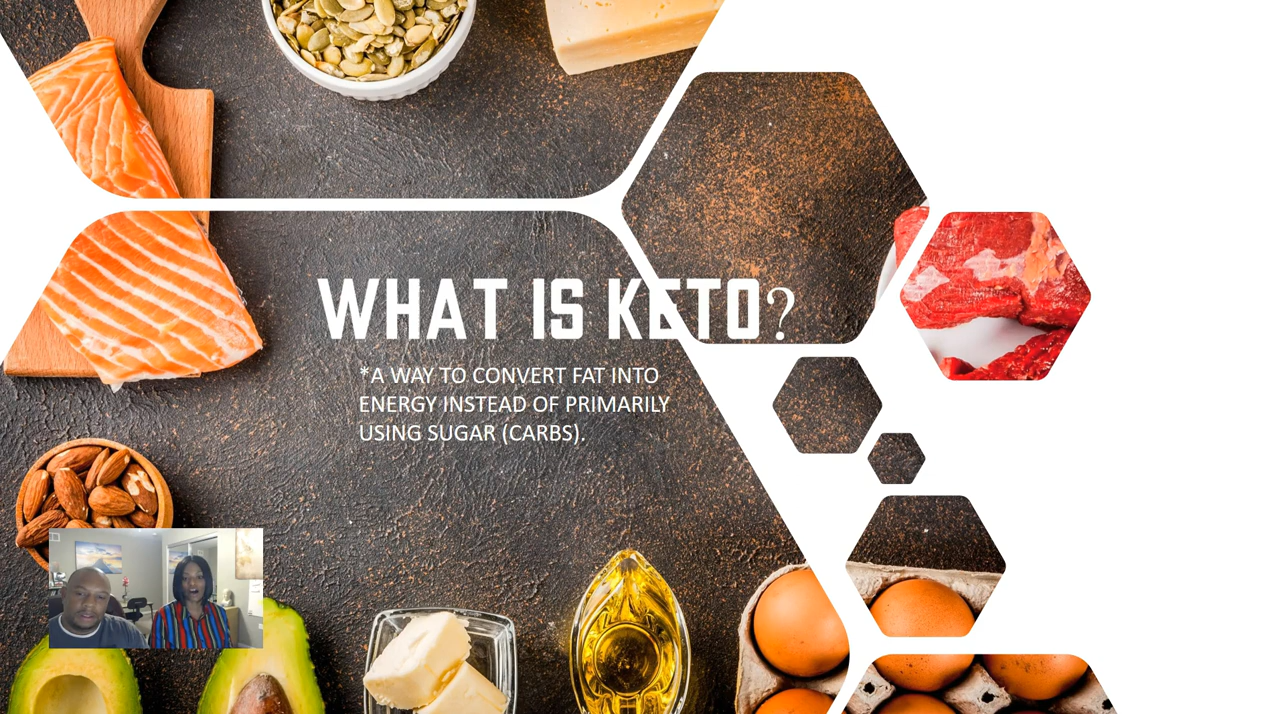 WHAT IS KETO?
*A WAY TO CONVERT FAT INTO
ENERGY INSTEAD OF PRIMARILY
USING SUGAR (CARBS).